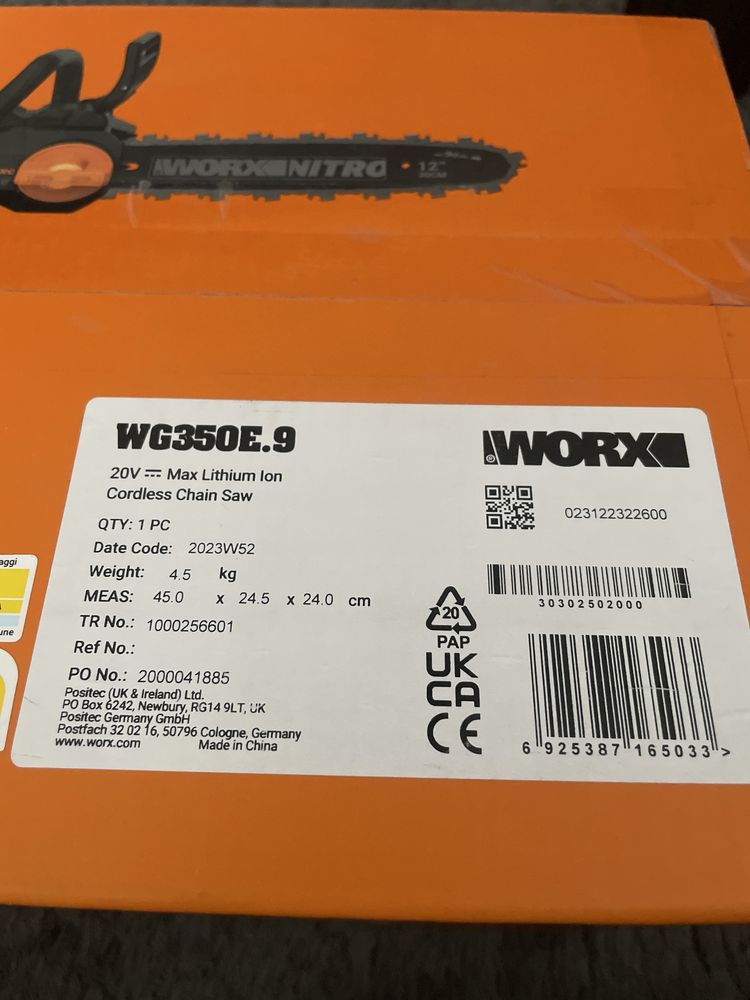 WORX NITRO 12"
30CM
WG350E.9
WORX
®
20V Max Lithium Ion
Cordless Chain Saw
023122322600
QTY: 1 PC
Date Code: 2023W52
Weight: 4.5 kg
30302502000
MEAS: 45.0 x 24.5 x 24.0 cm
TR No.: 1000256601
Ref No.:
PO No.: 2000041885
20
PAP
UK
CA
CE
Positec (UK & Ireland) Ltd.
PO Box 6242, Newbury, RG14 9LT, UK
Positec Germany GmbH
Postfach 32 02 16, 50796 Cologne, Germany
www.worx.com Made in China
6 925387 165033 >
aggi
une